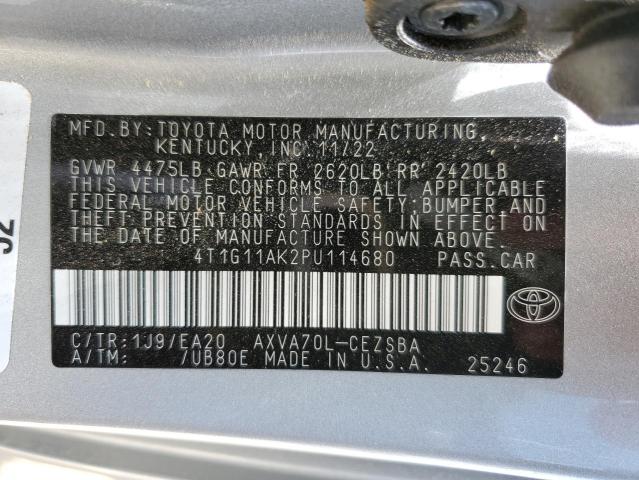 MFD.BY:TOYOTA MOTOR MANUFACTURING,
KENTUCKY, INC. 11/22
GVWR 4475LB GAWR FR 2620LB RR 2420LB
THIS VEHICLE CONFORMS TO ALL APPLICABLE
FEDERAL MOTOR VEHICLE SAFETY, BUMPER AND
THEFT PREVENTION STANDARDS IN EFFECT ON
THE DATE OF MANUFACTURE SHOWN ABOVE.
4T1G11AK2PU114680 PASS.CAR
C/TR:1J9/EA20 AXVA70L-CEZSBA
A/TM: /UB80E MADE IN U.S.A. 25246